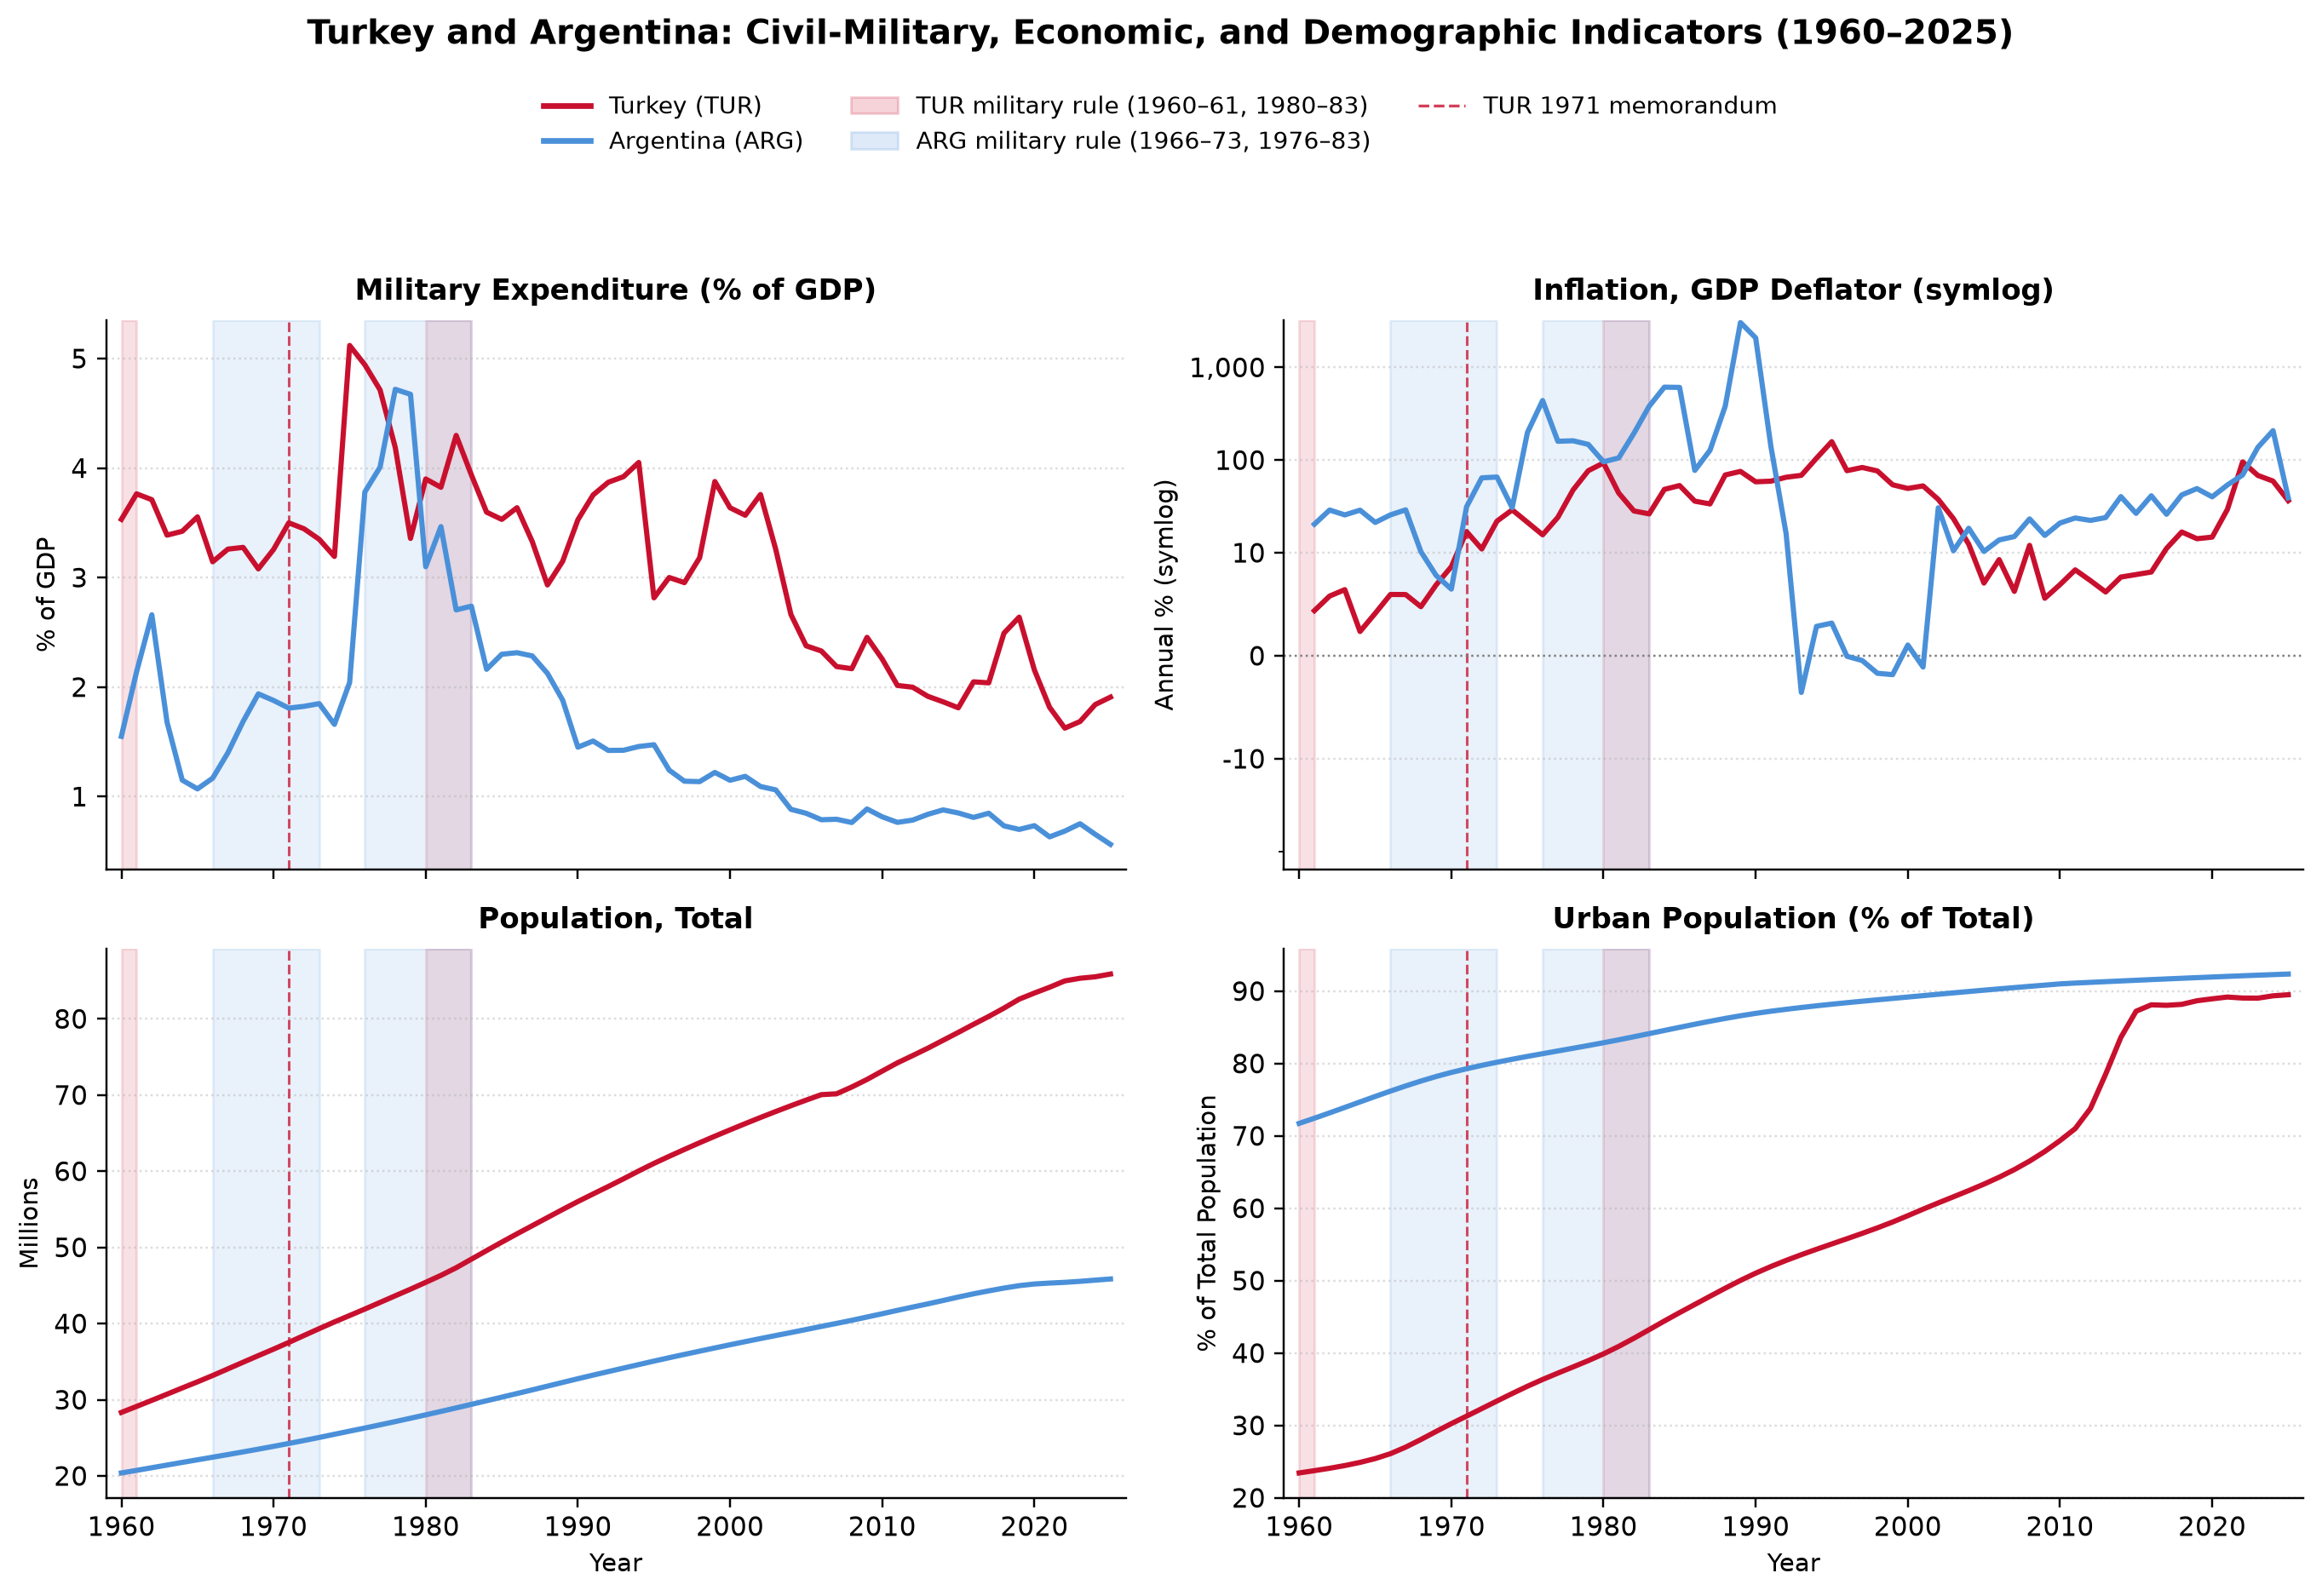 Turkey and Argentina: Civil-Military, Economic, and Demographic Indicators (1960–2025)
Turkey (TUR)
Argentina (ARG)
TUR military rule (1960–61, 1980–83)
ARG military rule (1966–73, 1976–83)
TUR 1971 memorandum
Military Expenditure (% of GDP)
% of GDP
5
4
3
2
1
Inflation, GDP Deflator (symlog)
Annual % (symlog)
1,000
100
10
0
-10
Population, Total
Millions
80
70
60
50
40
30
20
1960 1970 1980 1990 2000 2010 2020
Year
Urban Population (% of Total)
% of Total Population
90
80
70
60
50
40
30
20
1960 1970 1980 1990 2000 2010 2020
Year